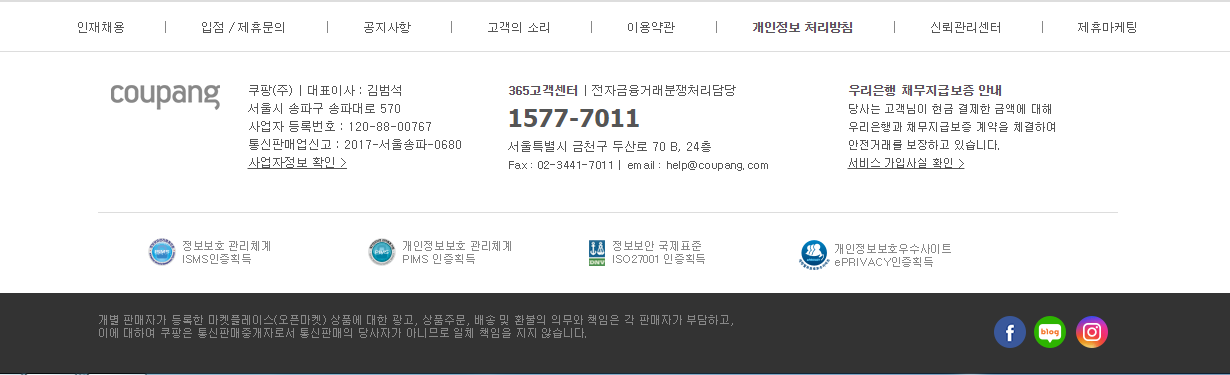 인재채용 | 입점 / 제휴문의 | 공지사항 | 고객의 소리 | 이용약관 | 개인정보 처리방침 | 신뢰관리센터 | 제휴마케팅
coupang
쿠팡(주) | 대표이사 : 김범석
서울시 송파구 송파대로 570
사업자 등록번호 : 120-88-00767
통신판매업신고 : 2017-서울송파-0680
사업자정보 확인 >
365고객센터 | 전자금융거래분쟁처리담당
1577-7011
서울특별시 금천구 두산로 70 B, 24층
Fax : 02-3441-7011 | email : help@coupang.com
우리은행 채무지급보증 안내
당사는 고객님이 현금 결제한 금액에 대해
우리은행과 채무지급보증 계약을 체결하여
안전거래를 보장하고 있습니다.
서비스 가입사실 확인 >
정보보호 관리체계
ISMS인증획득
개인정보보호 관리체계
PIMS 인증획득
DNV
정보보안 국제표준
ISO27001 인증획득
개인정보보호우수사이트
ePRIVACY인증획득
개별 판매자가 등록한 마켓플레이스(오픈마켓) 상품에 대한 광고, 상품주문, 배송 및 환불의 의무와 책임은 각 판매자가 부담하고,
이에 대하여 쿠팡은 통신판매중개자로서 통신판매의 당사자가 아니므로 일체 책임을 지지 않습니다.
f
blog